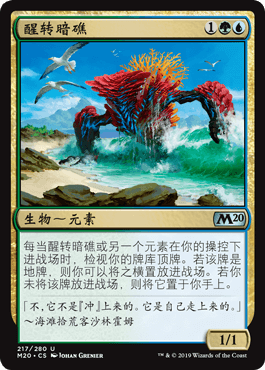 醒转暗礁 1
生物～元素 M20
每当醒转暗礁或另一个元素在你的操控下
进战场时，检视你的牌库顶牌。若该牌是
地牌，则你可以将之横置放进战场。若你
未将该牌放进战场，则将它置于你手上。
「不，它不是『冲』上来的。它是自己走上来的。」
～海滩拾荒客沙林霍姆
1/1
217/280 U
M20 • CS JOHAN GRENIER
™ & © 2019 Wizards of the Coast